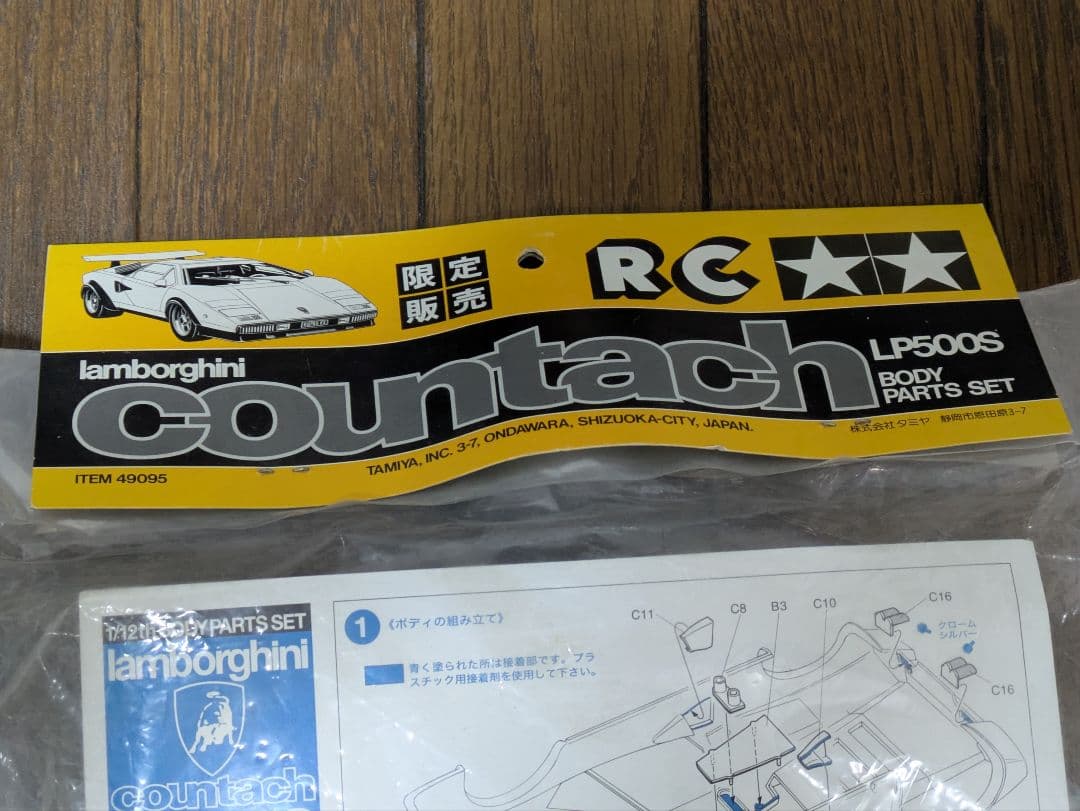 限定
販売
RC
lamborghini
countach
LP500S
BODY
PARTS SET
ITEM 49095
TAMIYA, INC. 3-7, ONDAWARA, SHIZUOKA-CITY, JAPAN.
株式会社タミヤ 静岡市恩田原3-7
1/12th BODY PARTS SET
lamborghini
countach
1 《ボディの組み立て》
青く塗られた所は接着部です。プラ
スチック用接着剤を使用して下さい。
C11
C8
B3
C10
C16
クローム
シルバー
C16